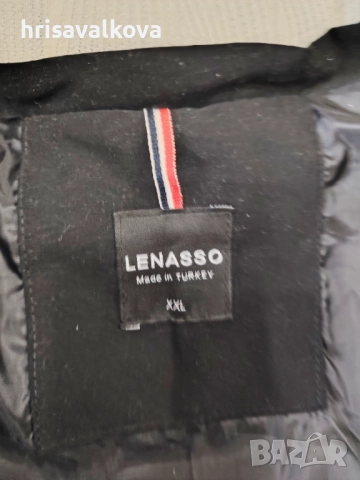 hrisavalkova
LENASSO
Made in TURKEY
XXL
BAZAR